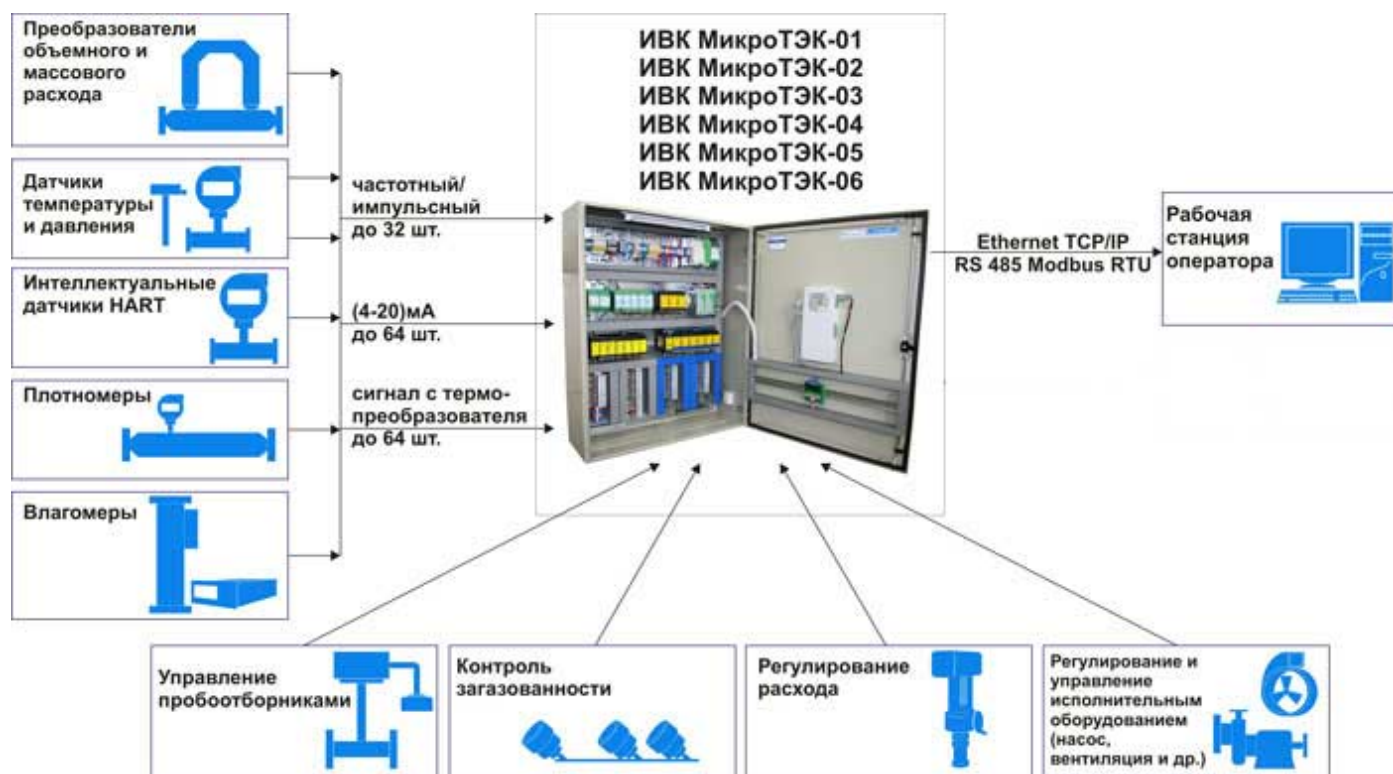 Преобразователи
объемного и
массового
расхода
Датчики
температуры
и давления
Интеллектуальные
датчики HART
Плотномеры
Влагомеры
частотный/
импульсный
до 32 шт.
(4-20)мА
до 64 шт.
сигнал с термо-
преобразователя
до 64 шт.
ИВК МикроТЭК-01
ИВК МикроТЭК-02
ИВК МикроТЭК-03
ИВК МикроТЭК-04
ИВК МикроТЭК-05
ИВК МикроТЭК-06
Ethernet TCP/IP
RS 485 Modbus RTU
Рабочая
станция
оператора
Управление
пробоотборниками
Контроль
загазованности
Регулирование
расхода
Регулирование и
управление
исполнительным
оборудованием
(насос,
вентиляция и др.)